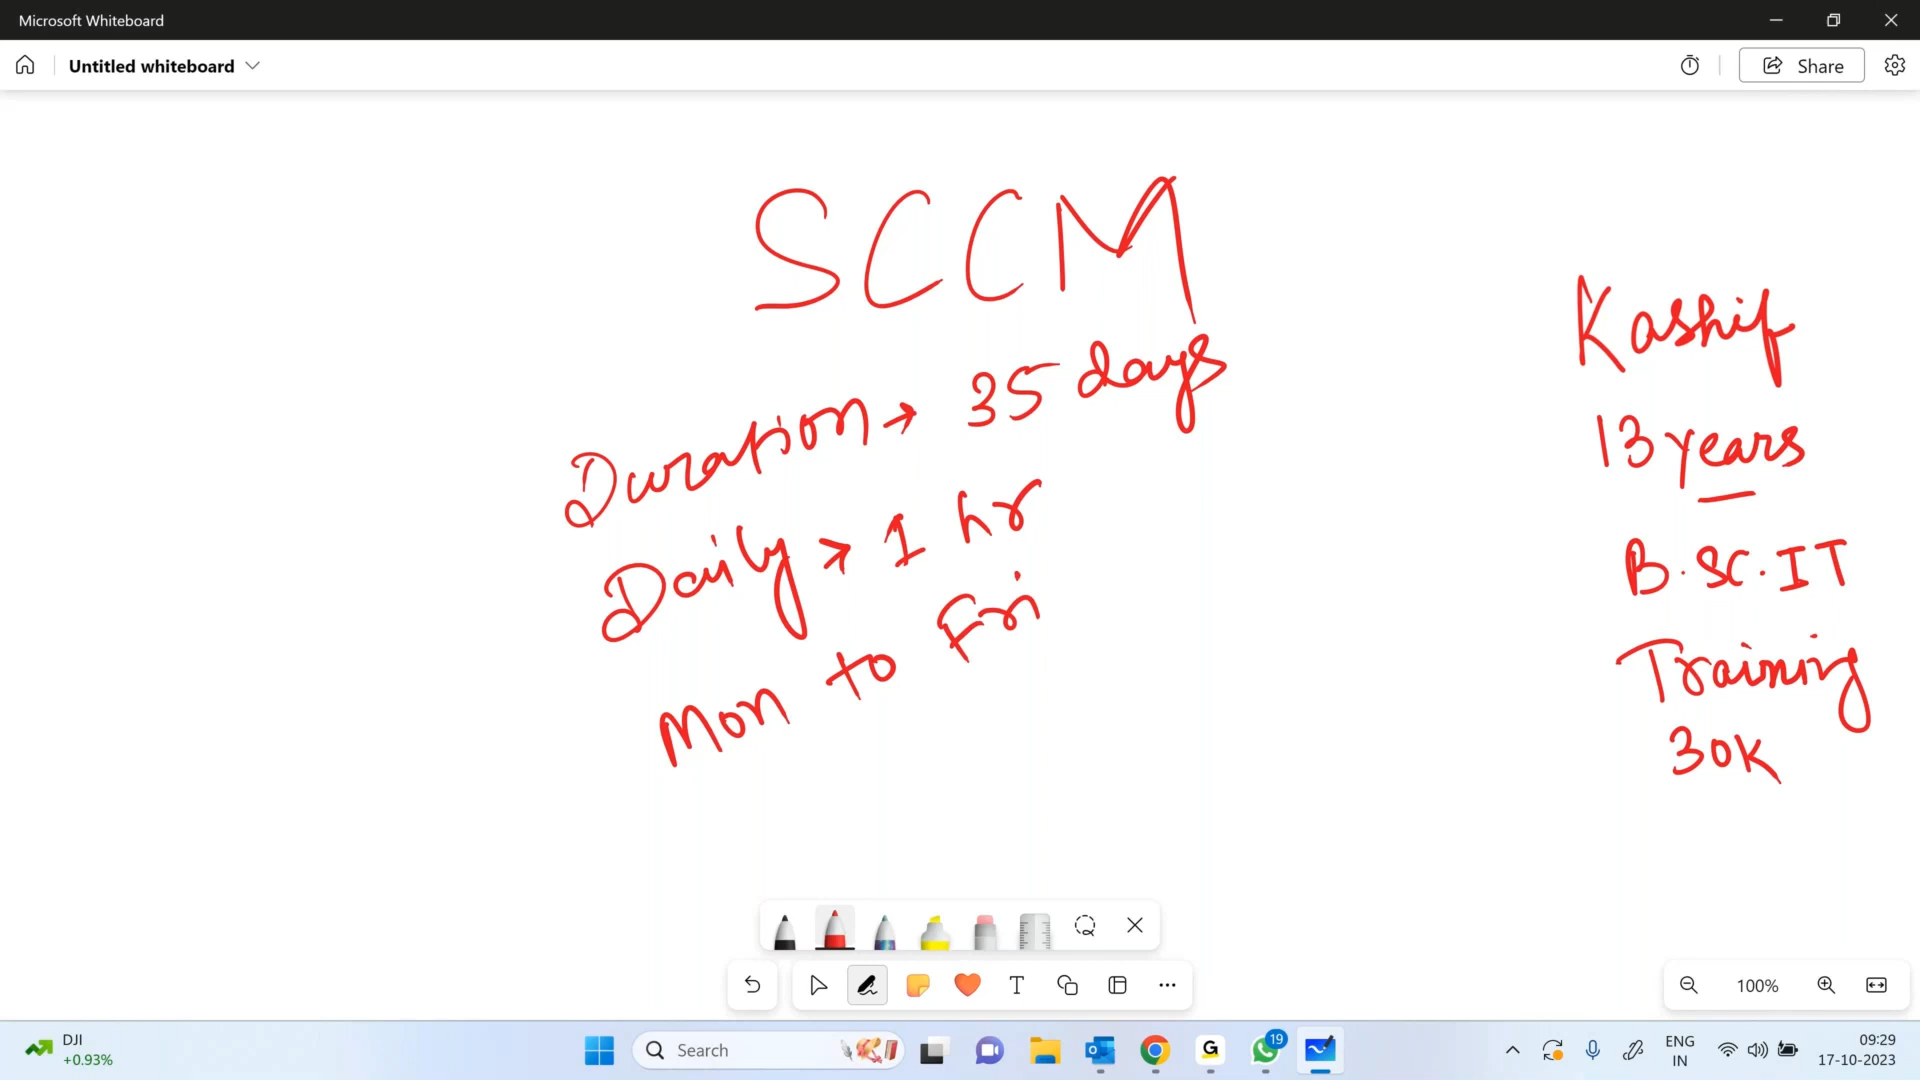 Microsoft Whiteboard
Untitled whiteboard
Share
SCCM
Duration → 35 days
Daily → 1 hr
Mon to Fri
Kashif
13 years
B.SC.IT
Training
30K
100%
DJI
+0.93%
Search
G
19
ENG
IN
09:29
17-10-2023